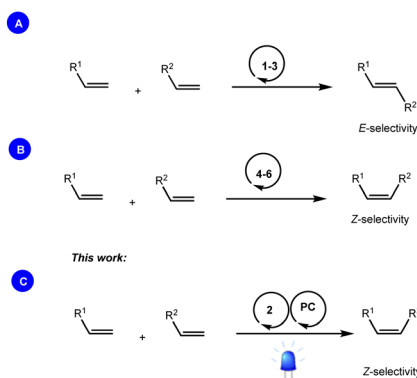 A
R¹ + R² 1-3 R¹ R²
E-selectivity
B
R¹ + R² 4-6 R¹ R²
Z-selectivity
This work:
C
R¹ + R² 2 PC R¹ R
Z-selectivity